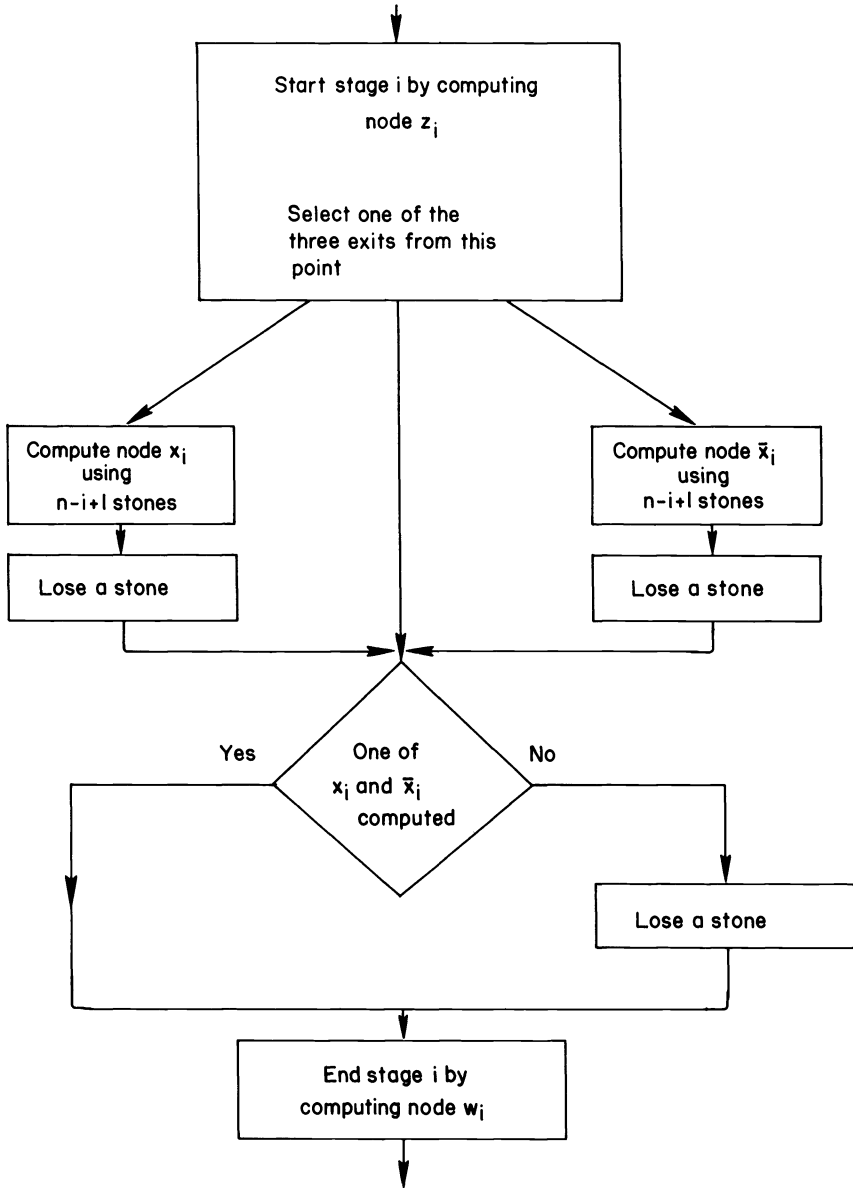 Start stage i by computing
node z_i
Select one of the
three exits from this
point
Compute node x_i
using
n-i+1 stones
Compute node x̄_i
using
n-i+1 stones
Lose a stone
Lose a stone
Yes
One of
No
x_i and x̄_i
computed
Lose a stone
End stage i by
computing node w_i